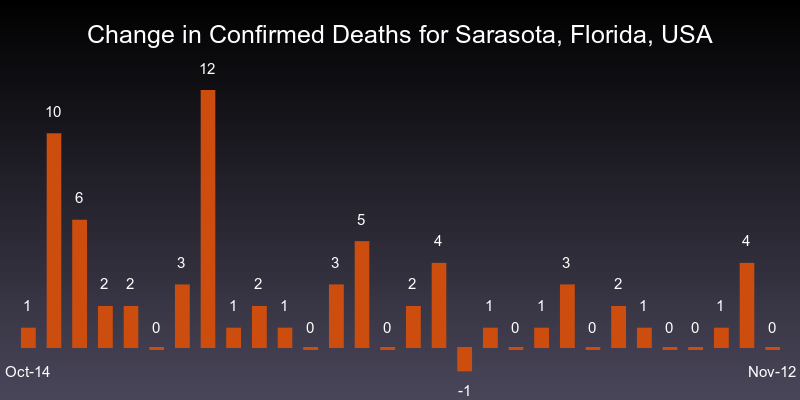 Change in Confirmed Deaths for Sarasota, Florida, USA
1 10 6 2 2 0 3 12 1 2 1 0 3 5 0 2 4 -1 1 0 1 3 0 2 1 0 0 1 4 0
Oct-14 Nov-12